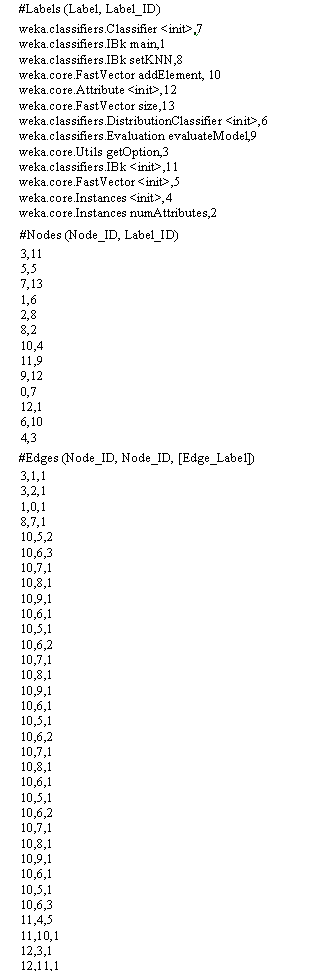 #Labels (Label, Label_ID)
weka.classifiers.Classifier <init>,7
weka.classifiers.IBk main,1
weka.classifiers.IBk setKNN,8
weka.core.FastVector addElement, 10
weka.core.Attribute <init>,12
weka.core.FastVector size,13
weka.classifiers.DistributionClassifier <init>,6
weka.classifiers.Evaluation evaluateModel,9
weka.core.Utils getOption,3
weka.classifiers.IBk <init>,11
weka.core.FastVector <init>,5
weka.core.Instances <init>,4
weka.core.Instances numAttributes,2
#Nodes (Node_ID, Label_ID)
3,11
5,5
7,13
1,6
2,8
8,2
10,4
11,9
9,12
0,7
12,1
6,10
4,3
#Edges (Node_ID, Node_ID, [Edge_Label])
3,1,1
3,2,1
1,0,1
8,7,1
10,5,2
10,6,3
10,7,1
10,8,1
10,9,1
10,6,1
10,5,1
10,6,2
10,7,1
10,8,1
10,9,1
10,6,1
10,5,1
10,6,2
10,7,1
10,8,1
10,6,1
10,5,1
10,6,2
10,7,1
10,8,1
10,9,1
10,6,1
10,5,1
10,6,3
11,4,5
11,10,1
12,3,1
12,11,1